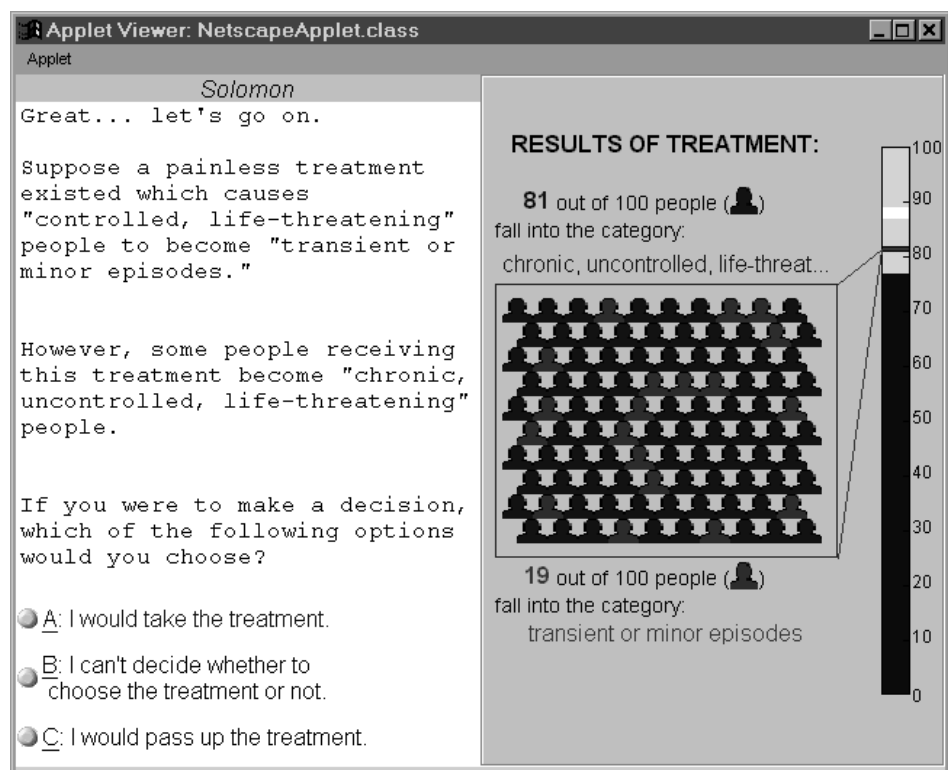 Applet Viewer: NetscapeApplet.class
Applet
Solomon
Great... let's go on.
Suppose a painless treatment
existed which causes
"controlled, life-threatening"
people to become "transient or
minor episodes."
However, some people receiving
this treatment become "chronic,
uncontrolled, life-threatening"
people.
If you were to make a decision,
which of the following options
would you choose?
A: I would take the treatment.
B: I can't decide whether to
choose the treatment or not.
C: I would pass up the treatment.
RESULTS OF TREATMENT:
81 out of 100 people ( )
fall into the category:
chronic, uncontrolled, life-threat...
19 out of 100 people ( )
fall into the category:
transient or minor episodes
100
90
80
70
60
50
40
30
20
10
0